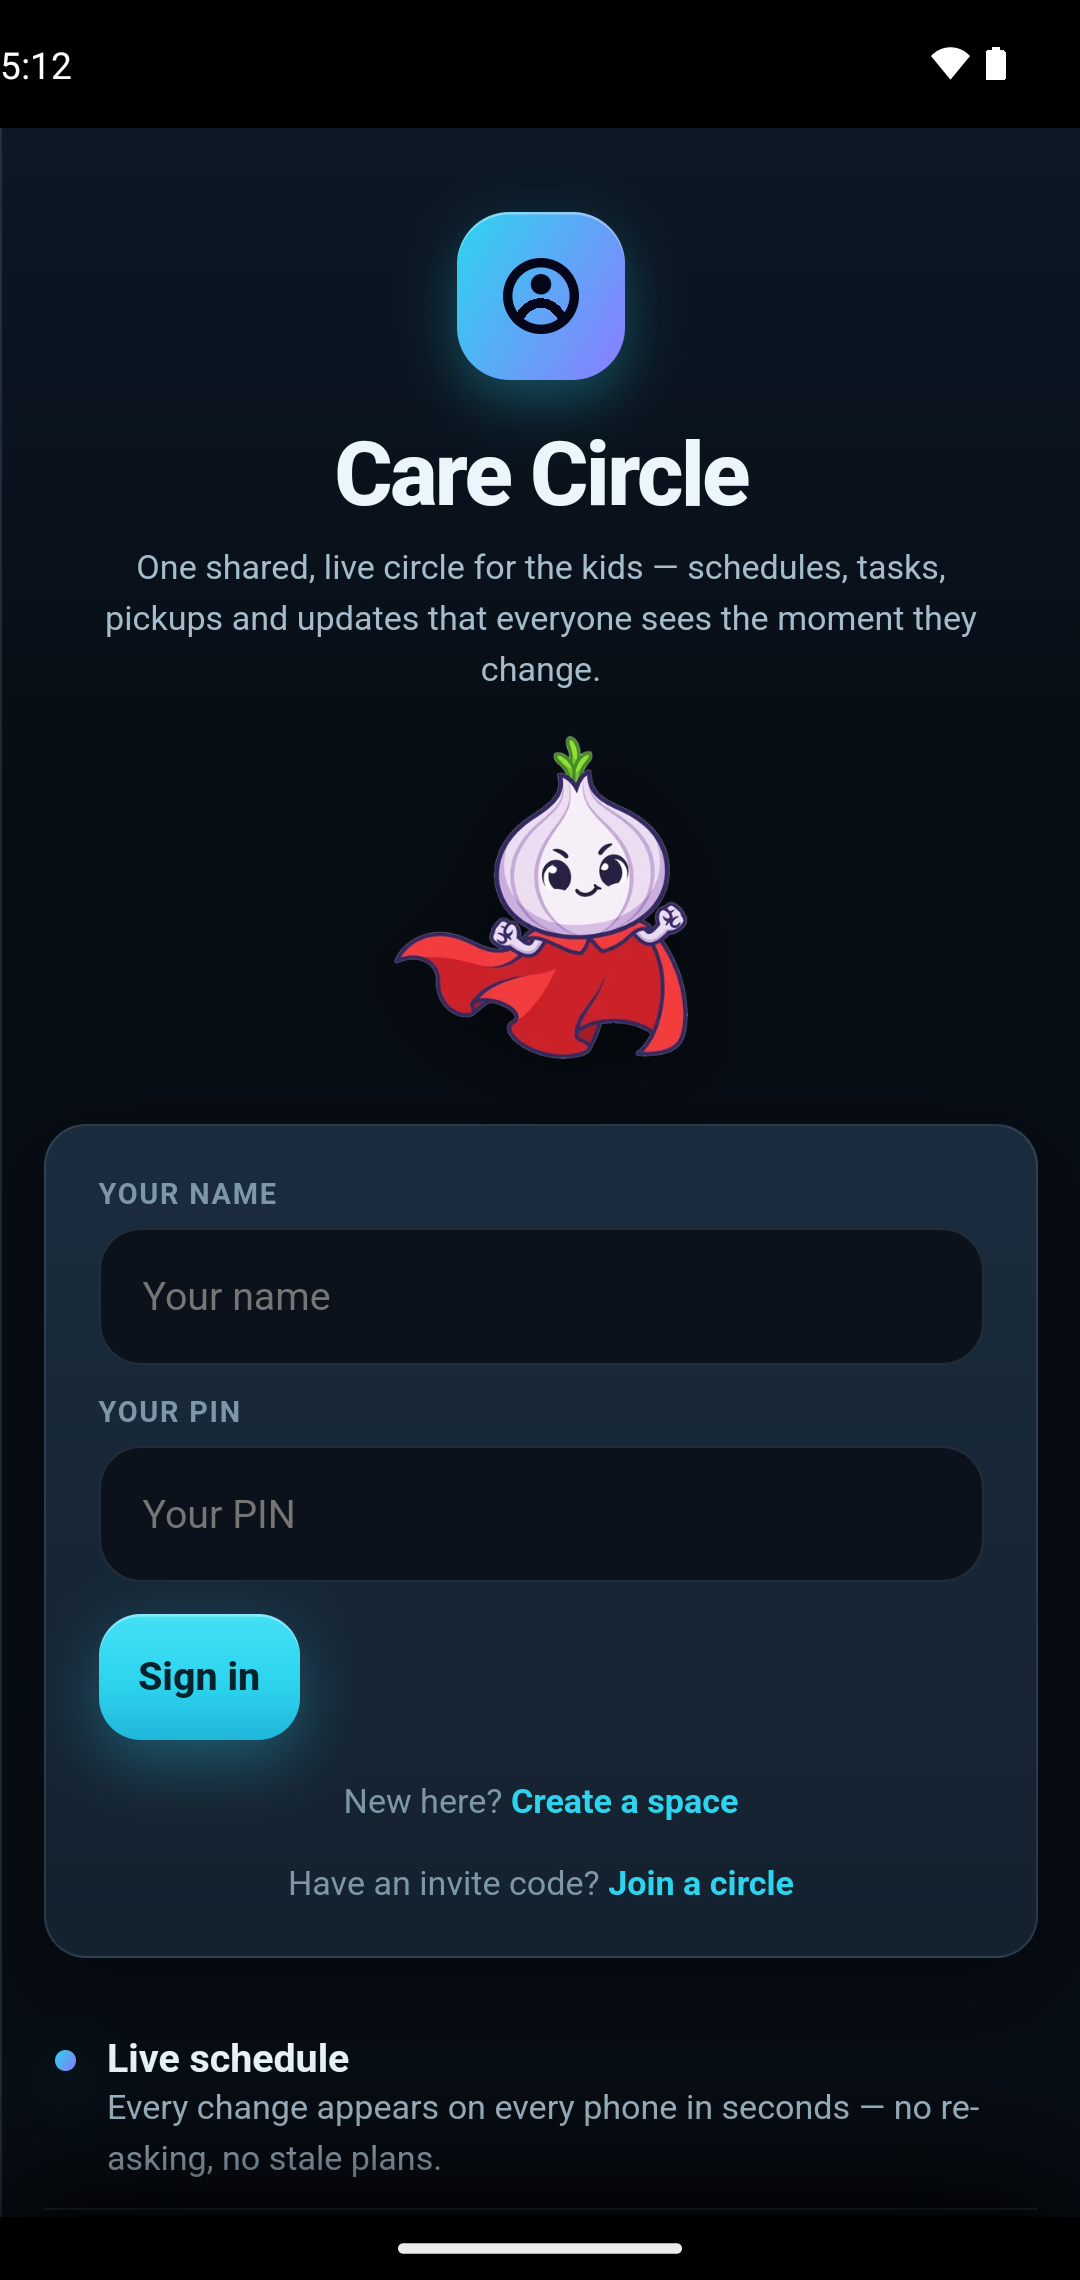 5:12
Care Circle
One shared, live circle for the kids — schedules, tasks,
pickups and updates that everyone sees the moment they
change.
YOUR NAME
Your name
YOUR PIN
Your PIN
Sign in
New here? Create a space
Have an invite code? Join a circle
Live schedule
Every change appears on every phone in seconds — no re-
asking, no stale plans.